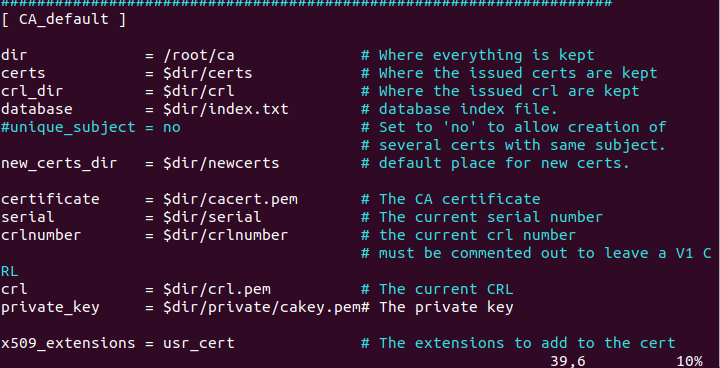 ####################################################################
[ CA_default ]
dir = /root/ca # Where everything is kept
certs = $dir/certs # Where the issued certs are kept
crl_dir = $dir/crl # Where the issued crl are kept
database = $dir/index.txt # database index file.
#unique_subject = no # Set to 'no' to allow creation of
# several certs with same subject.
new_certs_dir = $dir/newcerts # default place for new certs.
certificate = $dir/cacert.pem # The CA certificate
serial = $dir/serial # The current serial number
crlnumber = $dir/crlnumber # the current crl number
# must be commented out to leave a V1 C
RL
crl = $dir/crl.pem # The current CRL
private_key = $dir/private/cakey.pem# The private key
x509_extensions = usr_cert # The extensions to add to the cert
39,6 10%